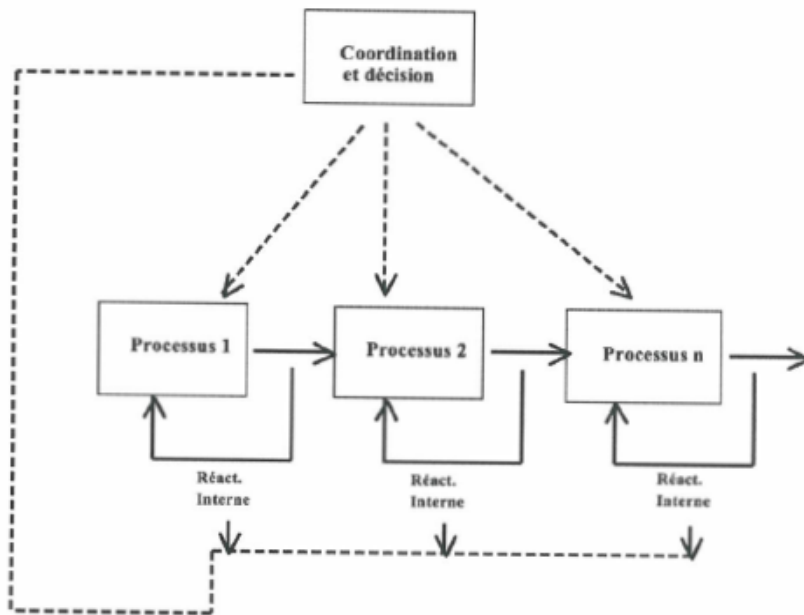 Coordination
et décision
Processus 1
Processus 2
Processus n
Réact.
Interne
Réact.
Interne
Réact.
Interne